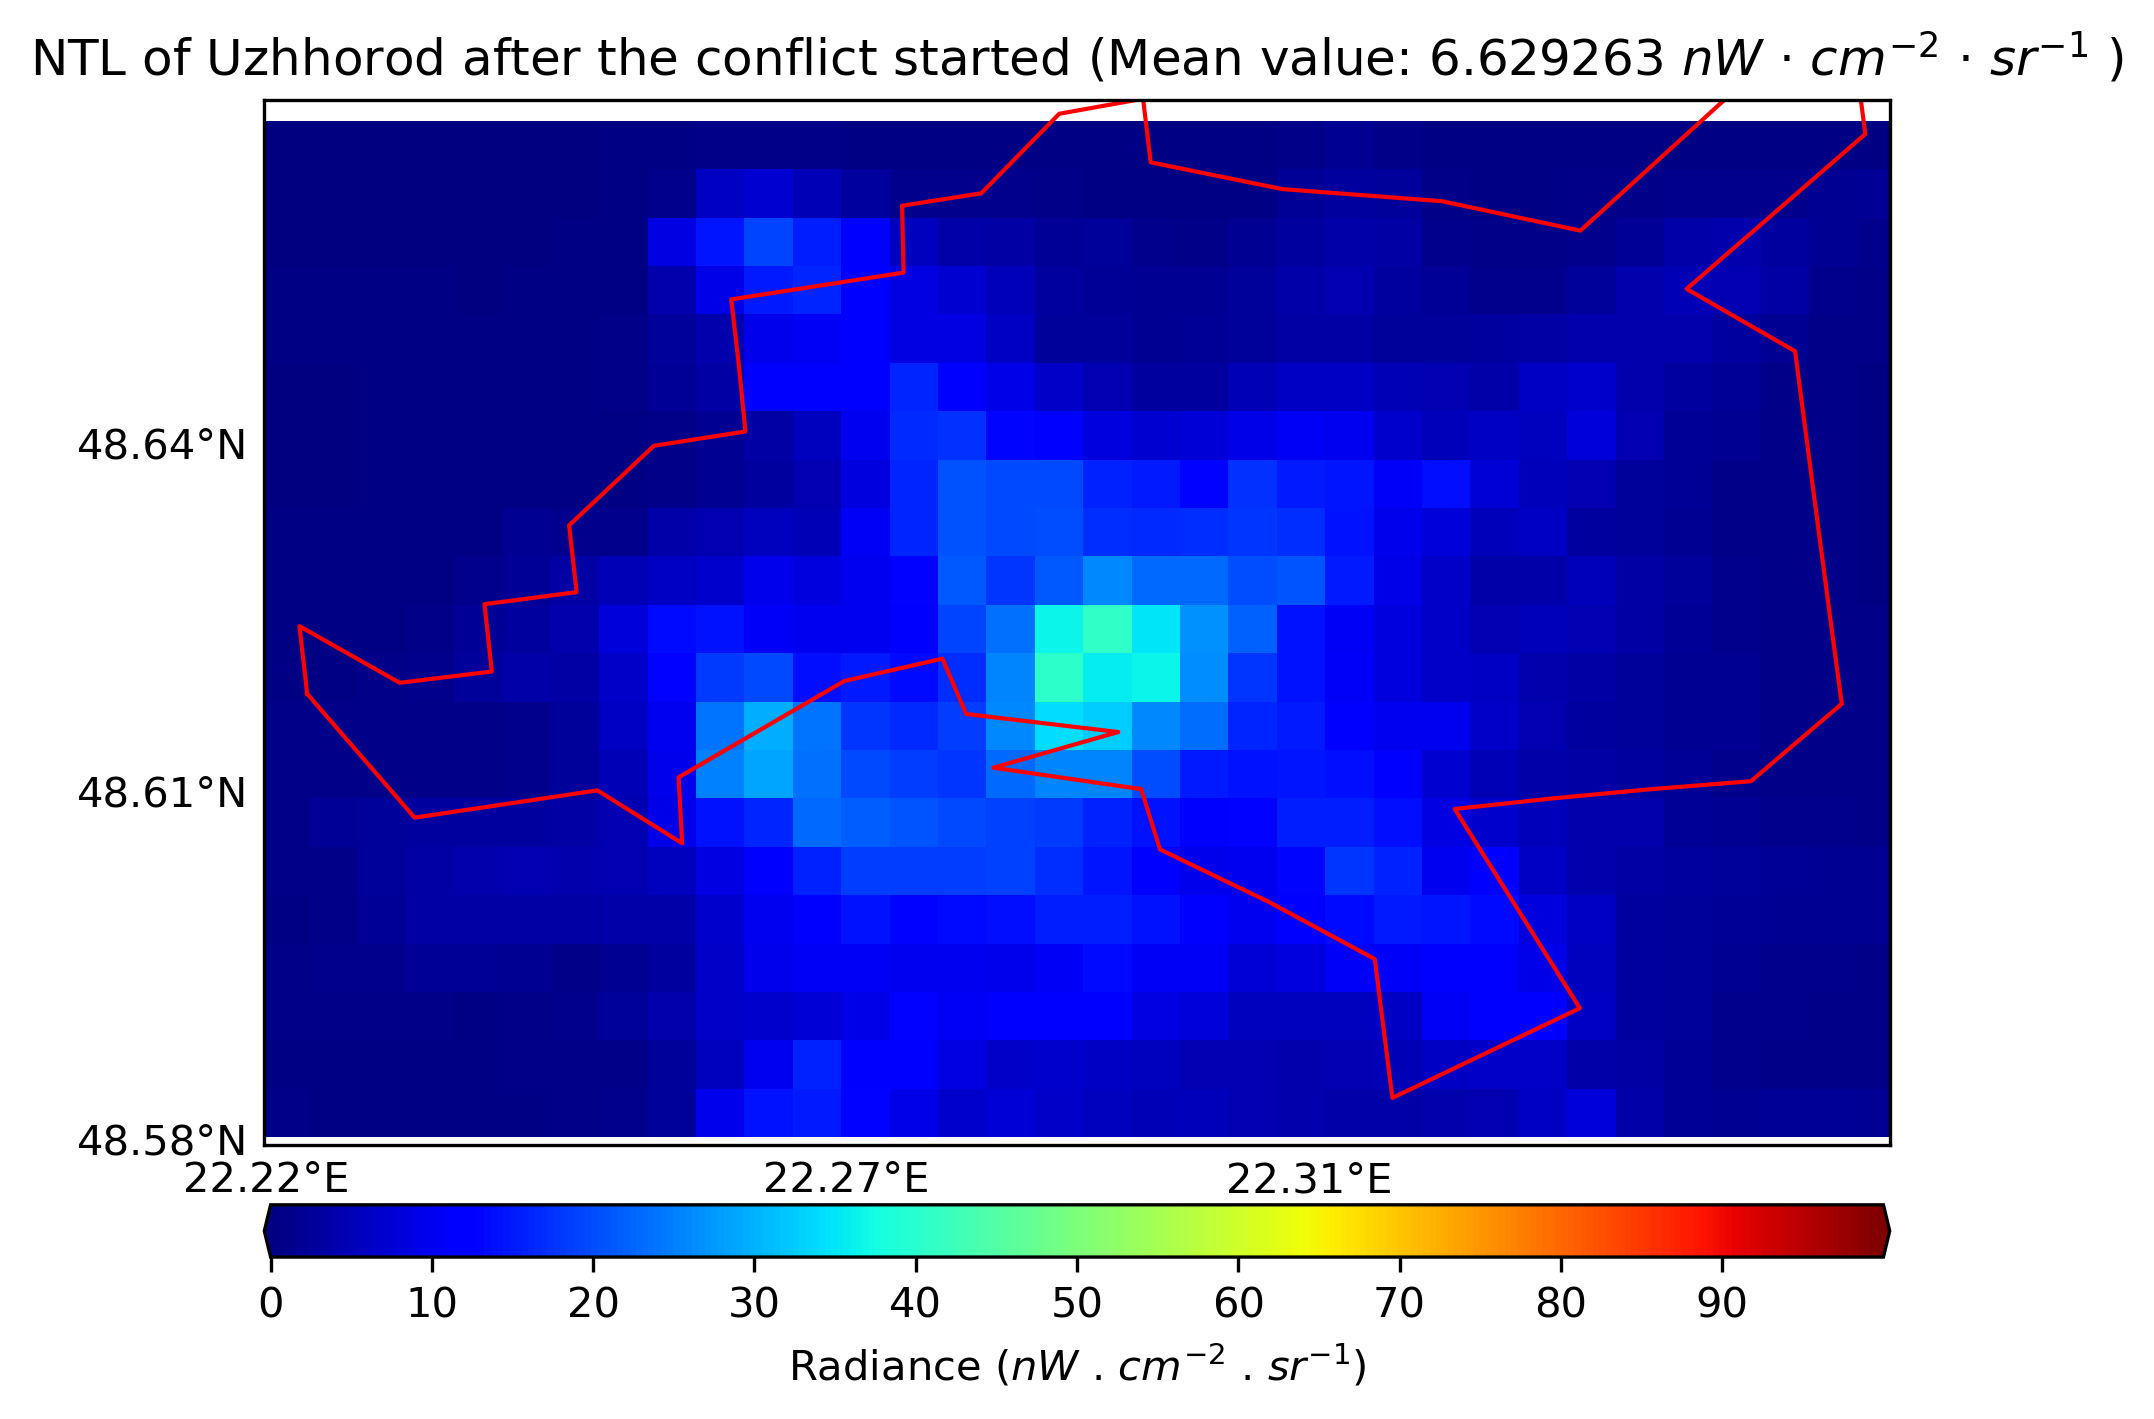 NTL of Uzhhorod after the conflict started (Mean value: 6.629263 nW · cm⁻² · sr⁻¹ )
48.64°N
48.61°N
48.58°N
22.22°E 22.27°E 22.31°E
0 10 20 30 40 50 60 70 80 90
Radiance (nW . cm⁻² . sr⁻¹)